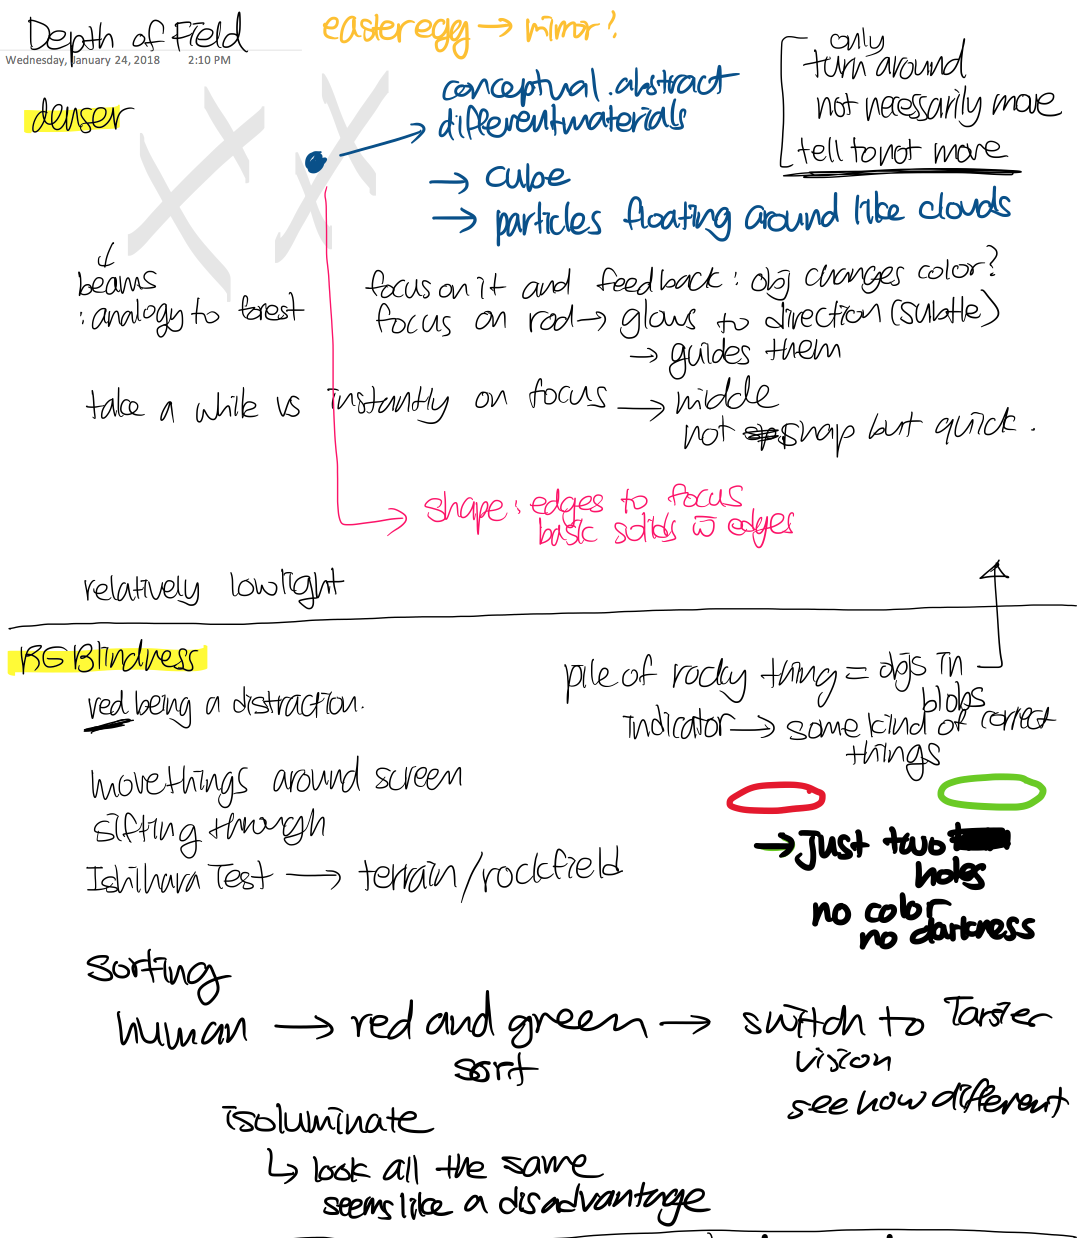 Depth of Field
Wednesday, January 24, 2018 2:10 PM
easteregg → mirror?
only
turn around
not necessarily move
tell to not move
denser
conceptual. abstract
different materials
→ cube
→ particles floating around like clouds
beams
: analogy to forest
focus on it and feedback : obj changes color?
focus on rod → glows to direction (subtle)
→ guides them
take a while vs instantly on focus → middle
not snap but quick.
shape : edges to focus
basic solids w edges
relatively low light
RG Blindness
red being a distraction.
pile of rocky thing = objs in
blobs
indicator → some kind of correct
things
move things around screen
sifting through
Ishihara Test → terrain/rockfield
→ just two
holes
no color
no darkness
sorting
human → red and green → switch to Tarsier
sort
vision
see how different
isoluminate
↳ look all the same
seems like a disadvantage